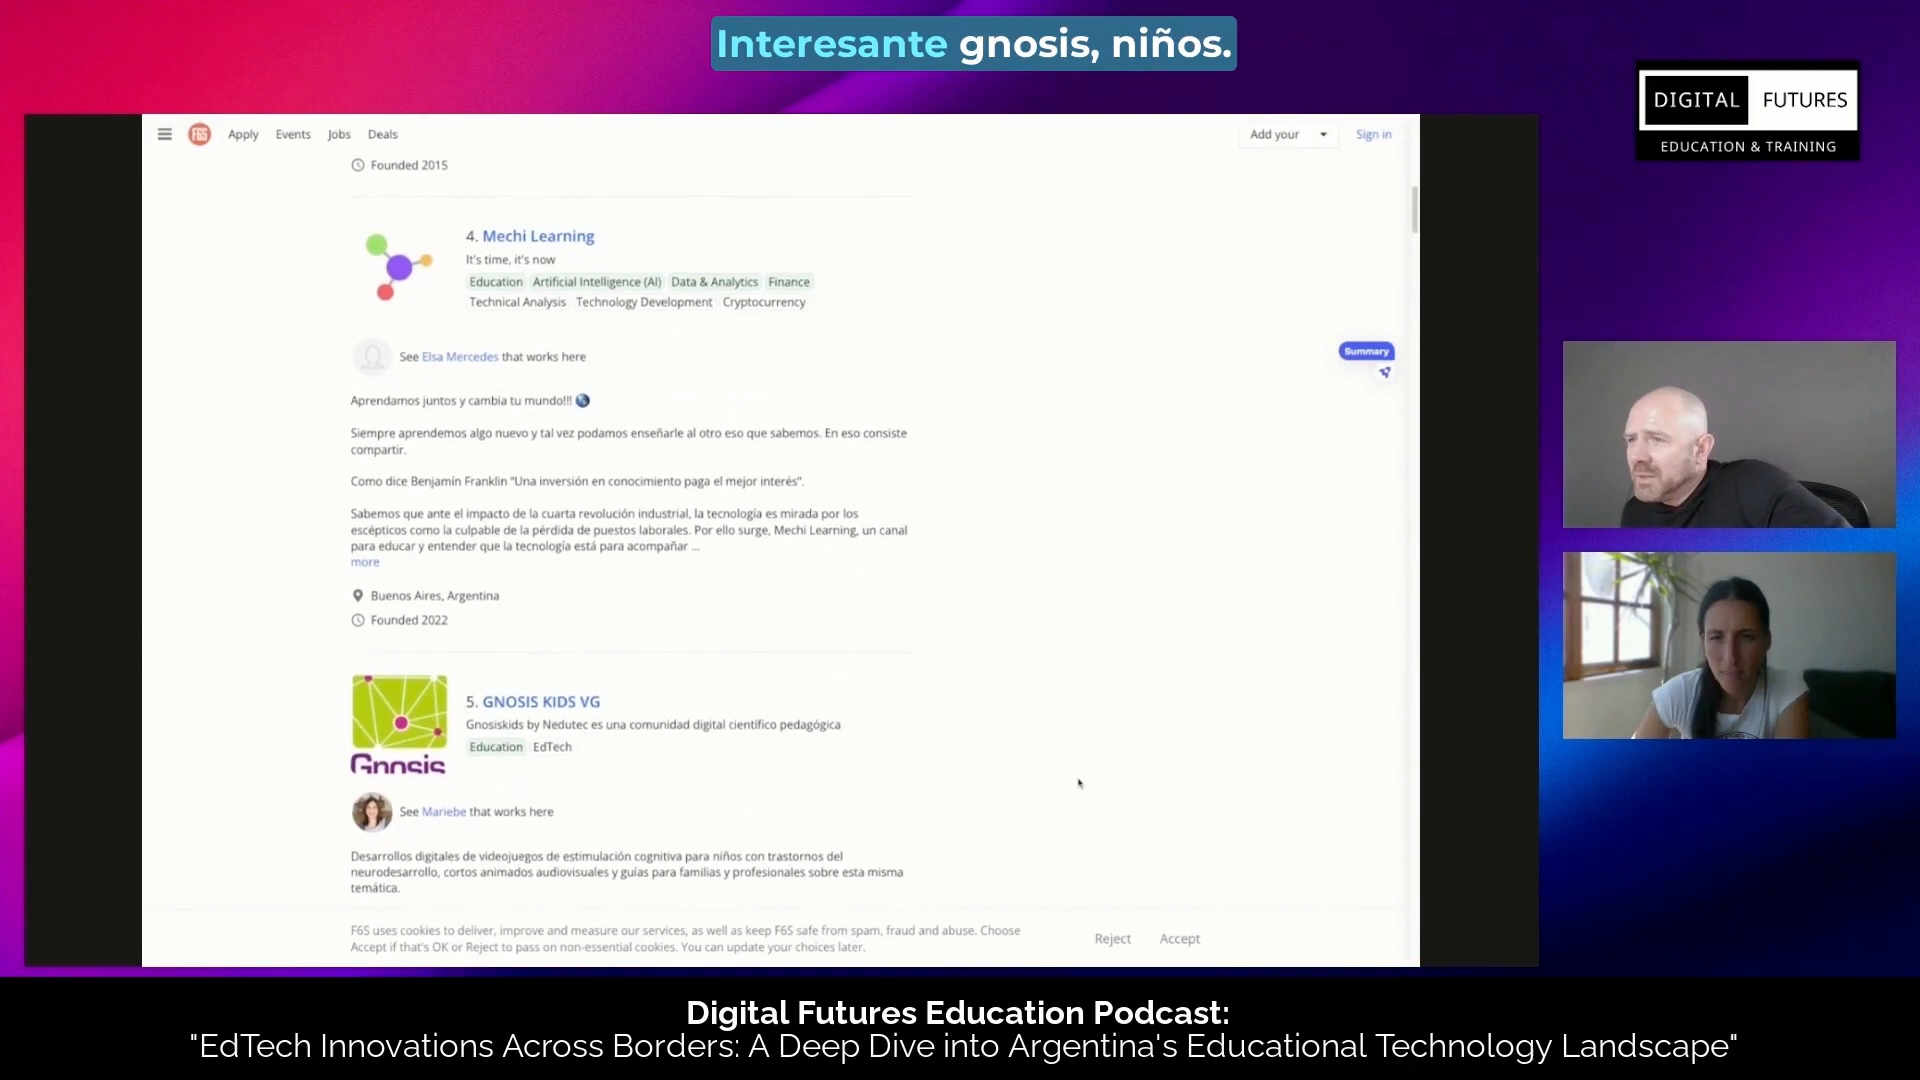 Interesante gnosis, niños.
DIGITAL FUTURES
EDUCATION & TRAINING
F6S Apply Events Jobs Deals
Add your
Sign in
Founded 2015
4. Mechi Learning
It's time, it's now
Education Artificial Intelligence (AI) Data & Analytics Finance
Technical Analysis Technology Development Cryptocurrency
Summary
See Elsa Mercedes that works here
Aprendamos juntos y cambia tu mundo!!!
Siempre aprendemos algo nuevo y tal vez podamos enseñarle al otro eso que sabemos. En eso consiste
compartir.
Como dice Benjamín Franklin "Una inversión en conocimiento paga el mejor interés".
Sabemos que ante el impacto de la cuarta revolución industrial, la tecnología es mirada por los
escépticos como la culpable de la pérdida de puestos laborales. Por ello surge, Mechi Learning, un canal
para educar y entender que la tecnología está para acompañar ...
more
Buenos Aires, Argentina
Founded 2022
5. GNOSIS KIDS VG
Gnosiskids by Nedutec es una comunidad digital científico pedagógica
Education EdTech
Gnosis
See Mariebe that works here
Desarrollos digitales de videojuegos de estimulación cognitiva para niños con trastornos del
neurodesarrollo, cortos animados audiovisuales y guías para familias y profesionales sobre esta misma
temática.
F6S uses cookies to deliver, improve and measure our services, as well as keep F6S safe from spam, fraud and abuse. Choose
Accept if that's OK or Reject to pass on non-essential cookies. You can update your choices later.
Reject
Accept
Digital Futures Education Podcast:
"EdTech Innovations Across Borders: A Deep Dive into Argentina's Educational Technology Landscape"